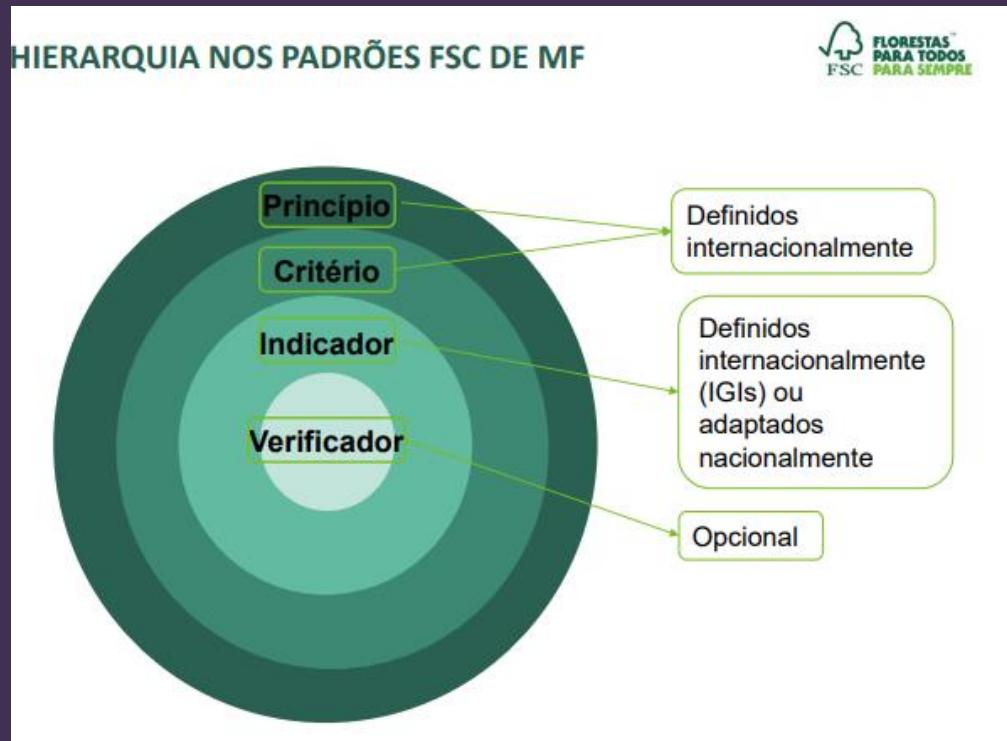 HIERARQUIA NOS PADRÕES FSC DE MF
FSC
FLORESTAS™
PARA TODOS
PARA SEMPRE
Princípio
Critério
Indicador
Verificador
Definidos
internacionalmente
Definidos
internacionalmente
(IGIs) ou
adaptados
nacionalmente
Opcional